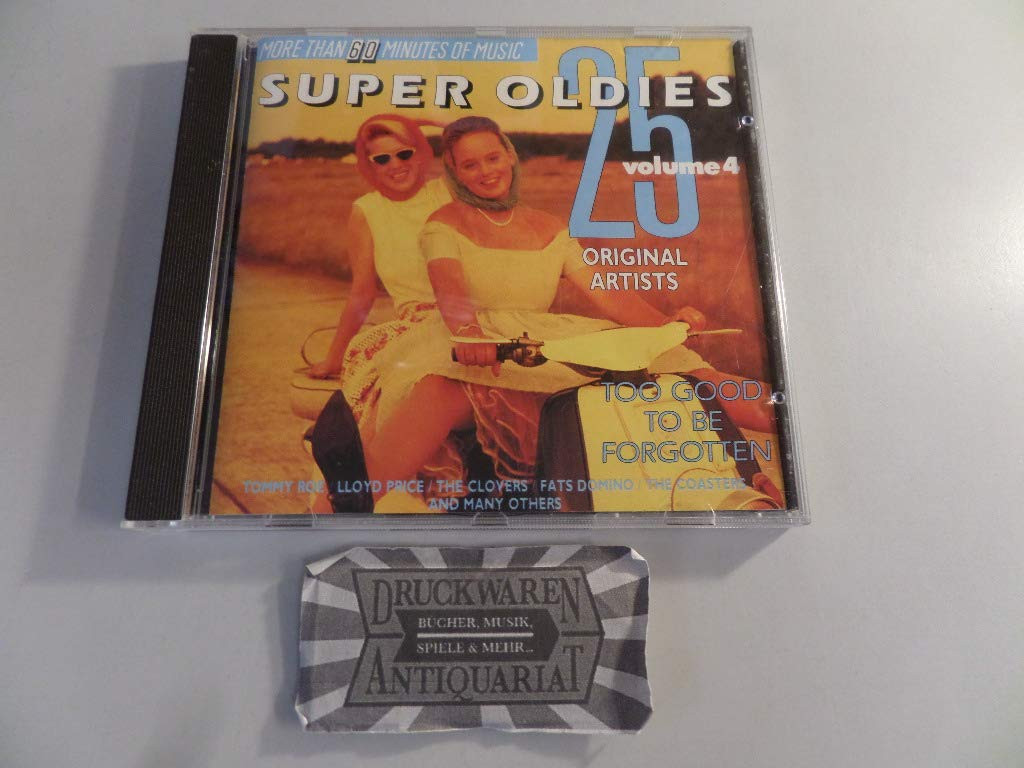 MORE THAN 60 MINUTES OF MUSIC
SUPER OLDIES
25
volume 4
ORIGINAL
ARTISTS
TOO GOOD
TO BE
FORGOTTEN
TOMMY ROE / LLOYD PRICE / THE CLOVERS / FATS DOMINO / THE COASTERS
AND MANY OTHERS
DRUCKWAREN
BÜCHER, MUSIK,
SPIELE & MEHR...
ANTIQUARIAT